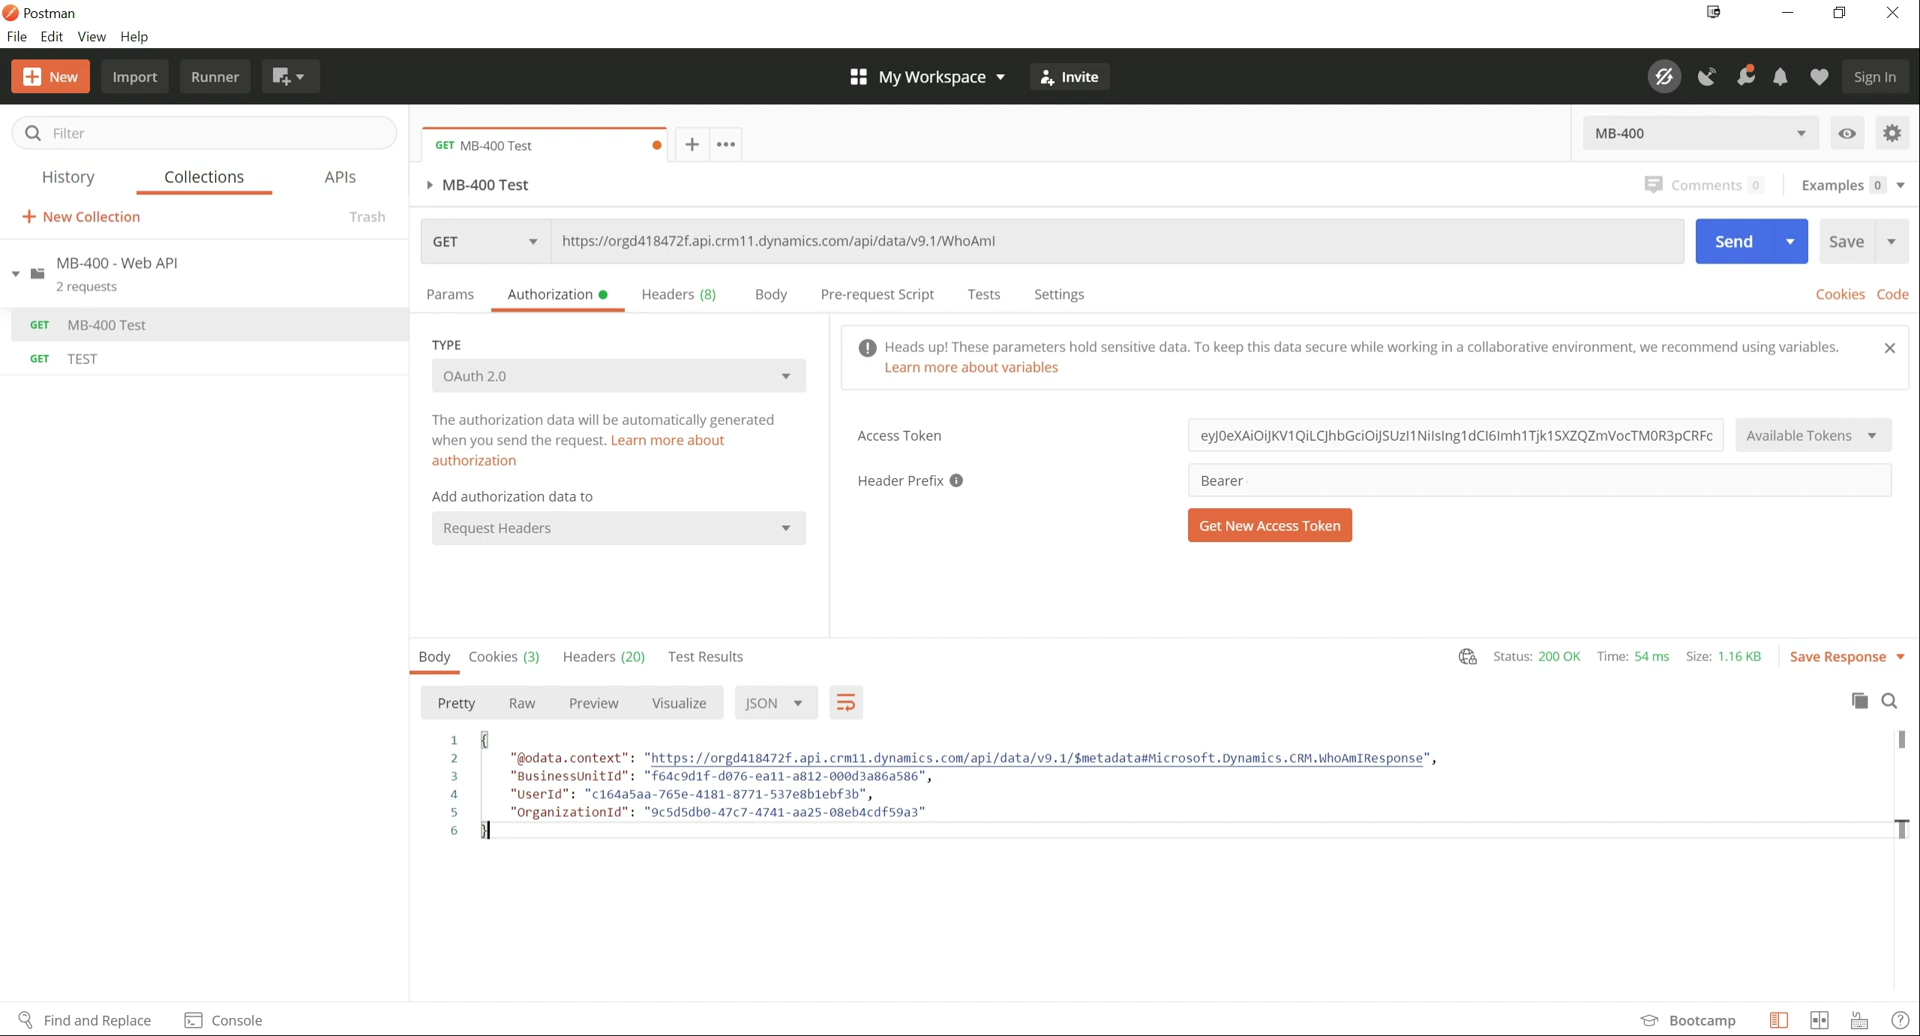 Postman
File Edit View Help
New Import Runner My Workspace Invite Sign In
Filter
History Collections APIs
New Collection Trash
MB-400 - Web API
2 requests
GET MB-400 Test
GET TEST
GET MB-400 Test
MB-400
MB-400 Test Comments 0 Examples 0
GET https://orgd418472f.api.crm11.dynamics.com/api/data/v9.1/WhoAmI Send Save
Params Authorization Headers (8) Body Pre-request Script Tests Settings Cookies Code
TYPE
OAuth 2.0
The authorization data will be automatically generated
when you send the request. Learn more about
authorization
Add authorization data to
Request Headers
Heads up! These parameters hold sensitive data. To keep this data secure while working in a collaborative environment, we recommend using variables.
Learn more about variables
Access Token eyJ0eXAiOiJKV1QiLCJhbGciOiJSUzI1NiIsIng1dCI6Imh1Tjk1SXZQZmVocTM0R3pCRFc Available Tokens
Header Prefix Bearer
Get New Access Token
Body Cookies (3) Headers (20) Test Results Status: 200 OK Time: 54 ms Size: 1.16 KB Save Response
Pretty Raw Preview Visualize JSON
1 {
2 "@odata.context": "https://orgd418472f.api.crm11.dynamics.com/api/data/v9.1/$metadata#Microsoft.Dynamics.CRM.WhoAmIResponse",
3 "BusinessUnitId": "f64c9d1f-d076-ea11-a812-000d3a86a586",
4 "UserId": "c164a5aa-765e-4181-8771-537e8b1ebf3b",
5 "OrganizationId": "9c5d5db0-47c7-4741-aa25-08eb4cdf59a3"
6 }
Find and Replace Console Bootcamp